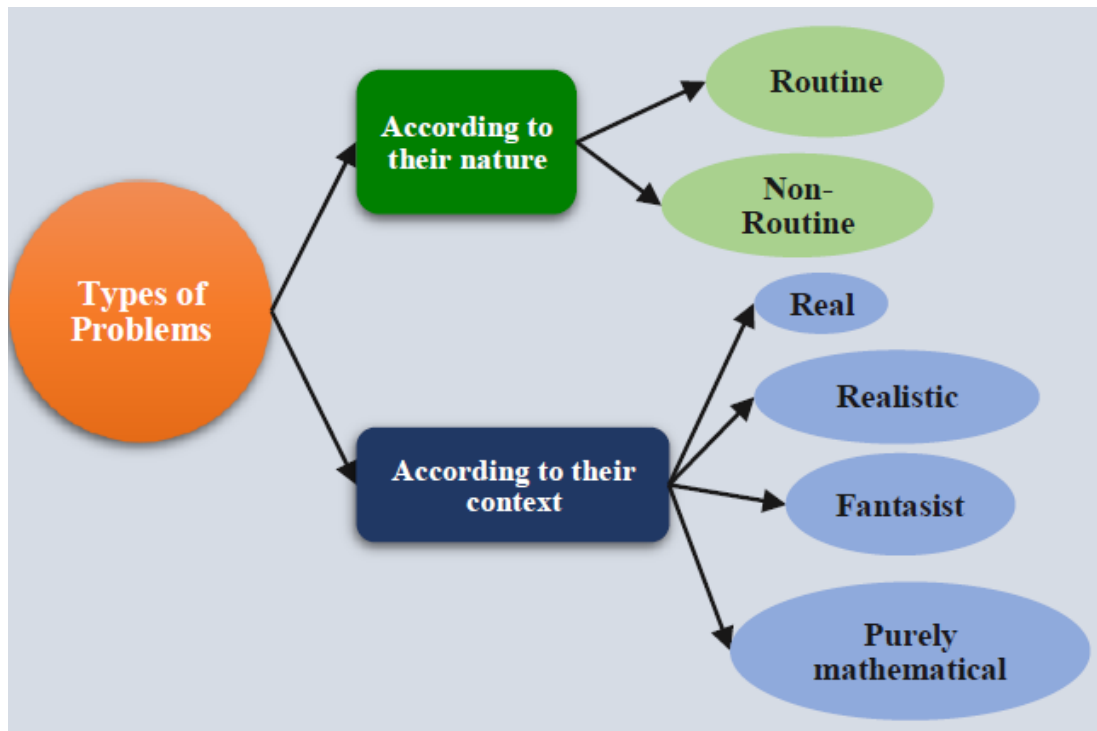 Types of
Problems
According to
their nature
Routine
Non-
Routine
According to their
context
Real
Realistic
Fantasist
Purely
mathematical